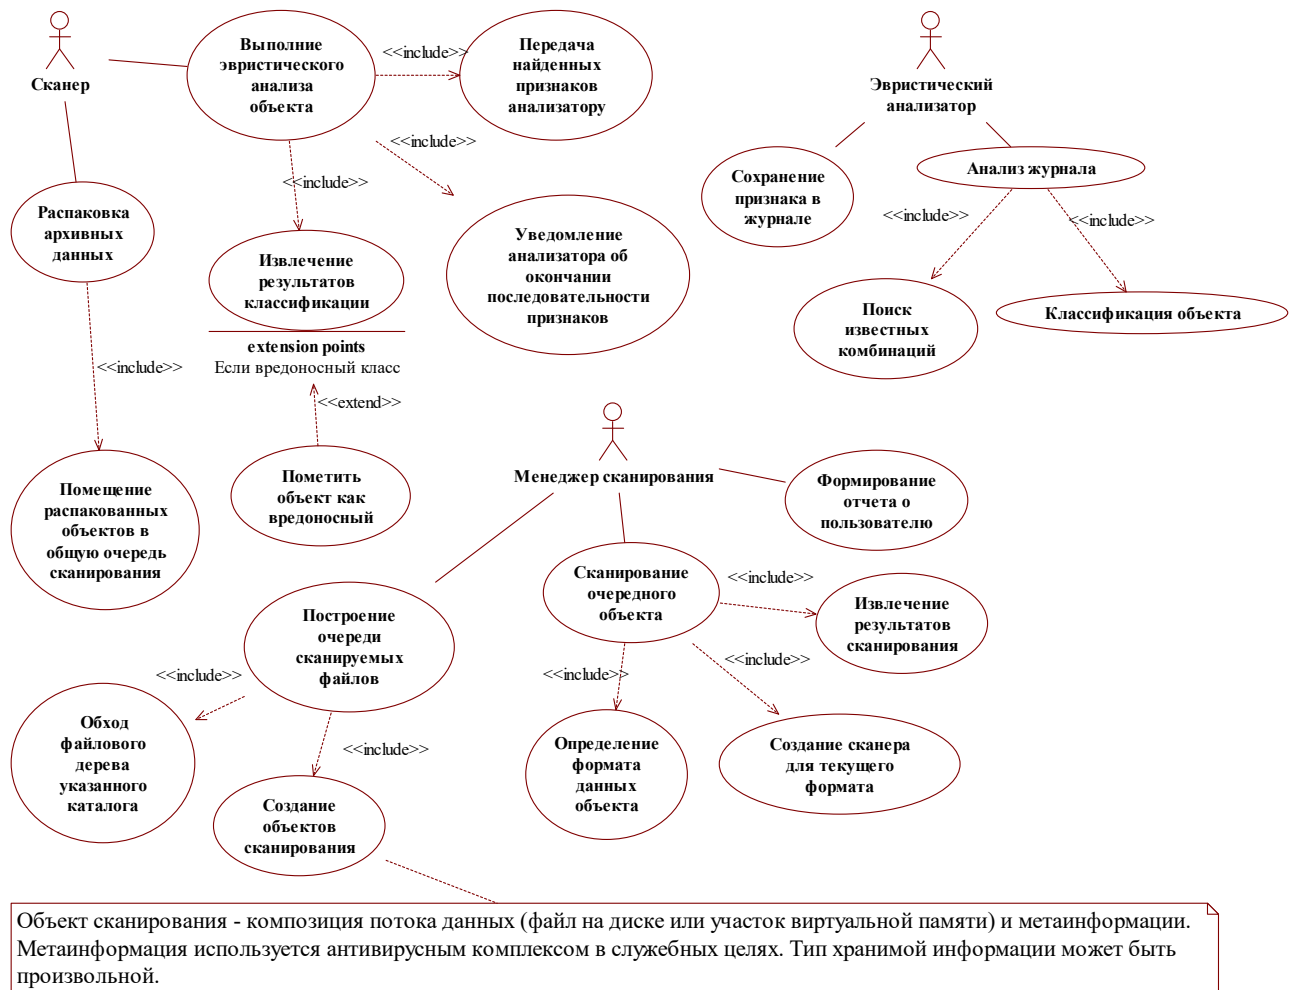 Сканер
Выполние
эвристического
анализа
объекта
<<include>>
Передача
найденных
признаков
анализатору
<<include>>
<<include>>
Распаковка
архивных
данных
Извлечение
результатов
классификации
extension points
Если вредоносный класс
Уведомление
анализатора об
окончании
последовательности
признаков
<<include>>
<<extend>>
Помещение
распакованных
объектов в
общую очередь
сканирования
Пометить
объект как
вредоносный
Эвристический
анализатор
Сохранение
признака в
журнале
Анализ журнала
<<include>>
<<include>>
Поиск
известных
комбинаций
Классификация объекта
Менеджер сканирования
Формирование
отчета о
пользователю
Сканирование
очередного
объекта
<<include>>
Извлечение
результатов
сканирования
<<include>>
<<include>>
Построение
очереди
сканируемых
файлов
<<include>>
Обход
файлового
дерева
указанного
каталога
<<include>>
Создание
объектов
сканирования
Определение
формата
данных
объекта
Создание сканера
для текущего
формата
Объект сканирования - композиция потока данных (файл на диске или участок виртуальной памяти) и метаинформации.
Метаинформация используется антивирусным комплексом в служебных целях. Тип хранимой информации может быть
произвольной.